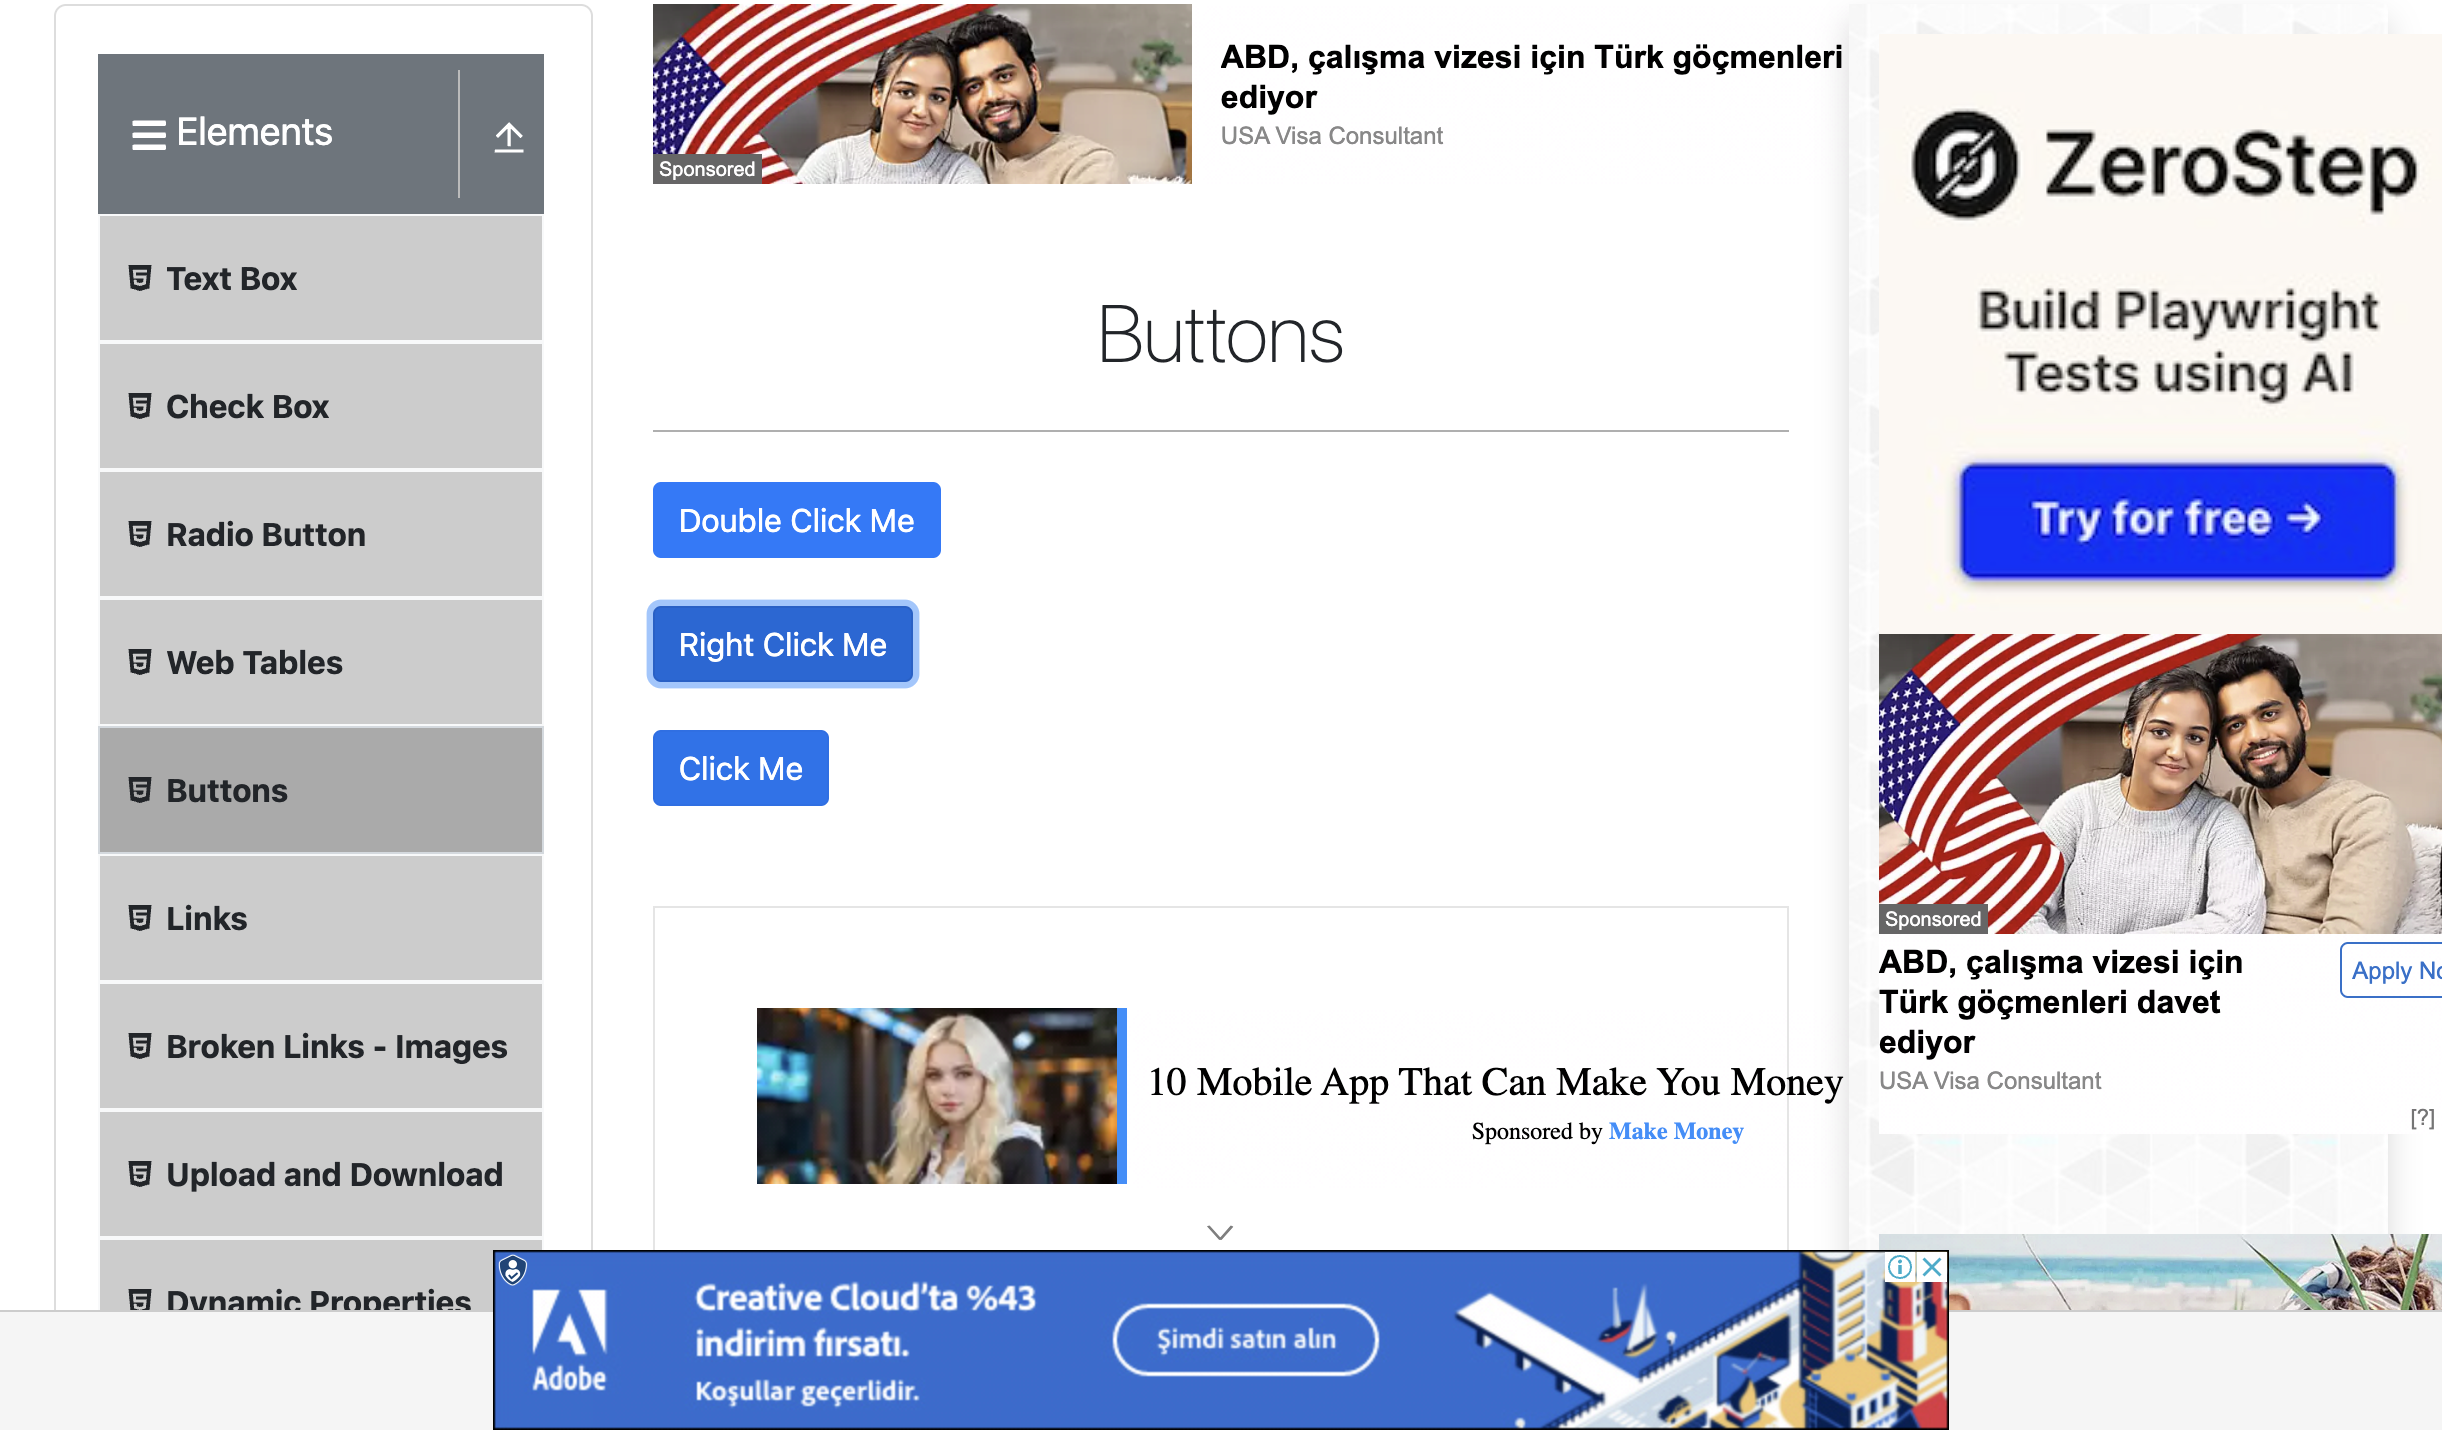 Elements
Text Box
Check Box
Radio Button
Web Tables
Buttons
Links
Broken Links - Images
Upload and Download
Dynamic Properties
Sponsored
ABD, çalışma vizesi için Türk göçmenleri
ediyor
USA Visa Consultant
Buttons
Double Click Me
Right Click Me
Click Me
10 Mobile App That Can Make You Money
Sponsored by Make Money
ZeroStep
Build Playwright
Tests using AI
Try for free →
Sponsored
ABD, çalışma vizesi için
Türk göçmenleri davet
ediyor
USA Visa Consultant
Apply No
[?]
Adobe
Creative Cloud'ta %43
indirim fırsatı.
Koşullar geçerlidir.
Şimdi satın alın